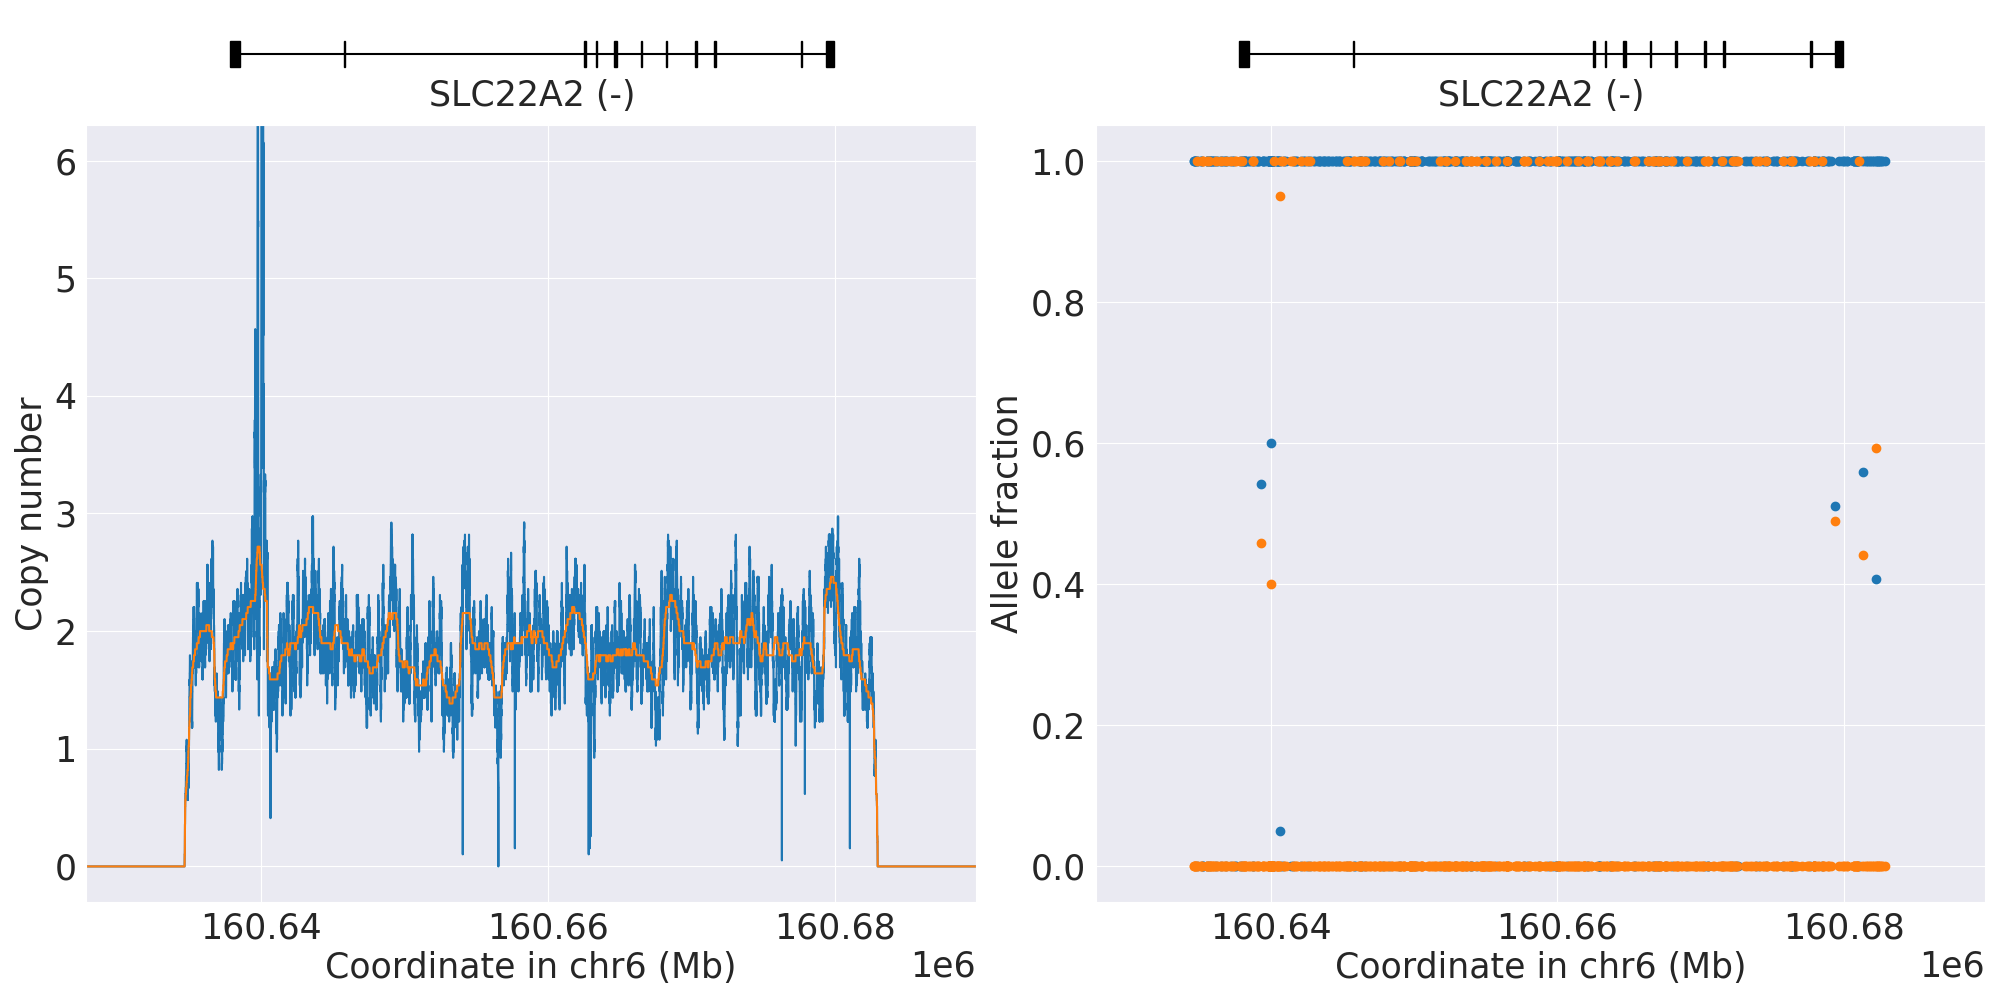 SLC22A2 (-)
6
5
4
3
2
1
0
Copy number
160.64
160.66
160.68
Coordinate in chr6 (Mb)
1e6
SLC22A2 (-)
1.0
0.8
0.6
0.4
0.2
0.0
Allele fraction
160.64
160.66
160.68
Coordinate in chr6 (Mb)
1e6